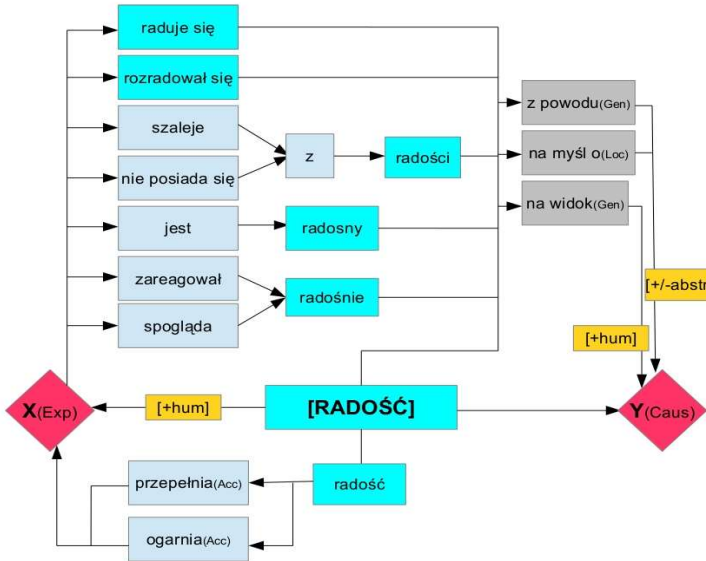 raduje się
rozradował się
szaleje
nie posiada się
z
radości
jest
radosny
zareagował
spogląda
radośnie
z powodu(Gen)
na myśl o(Loc)
na widok(Gen)
[+/-abstr
[+hum]
X(Exp)
[+hum]
[RADOŚĆ]
Y(Caus)
przepełnia(Acc)
radość
ogarnia(Acc)